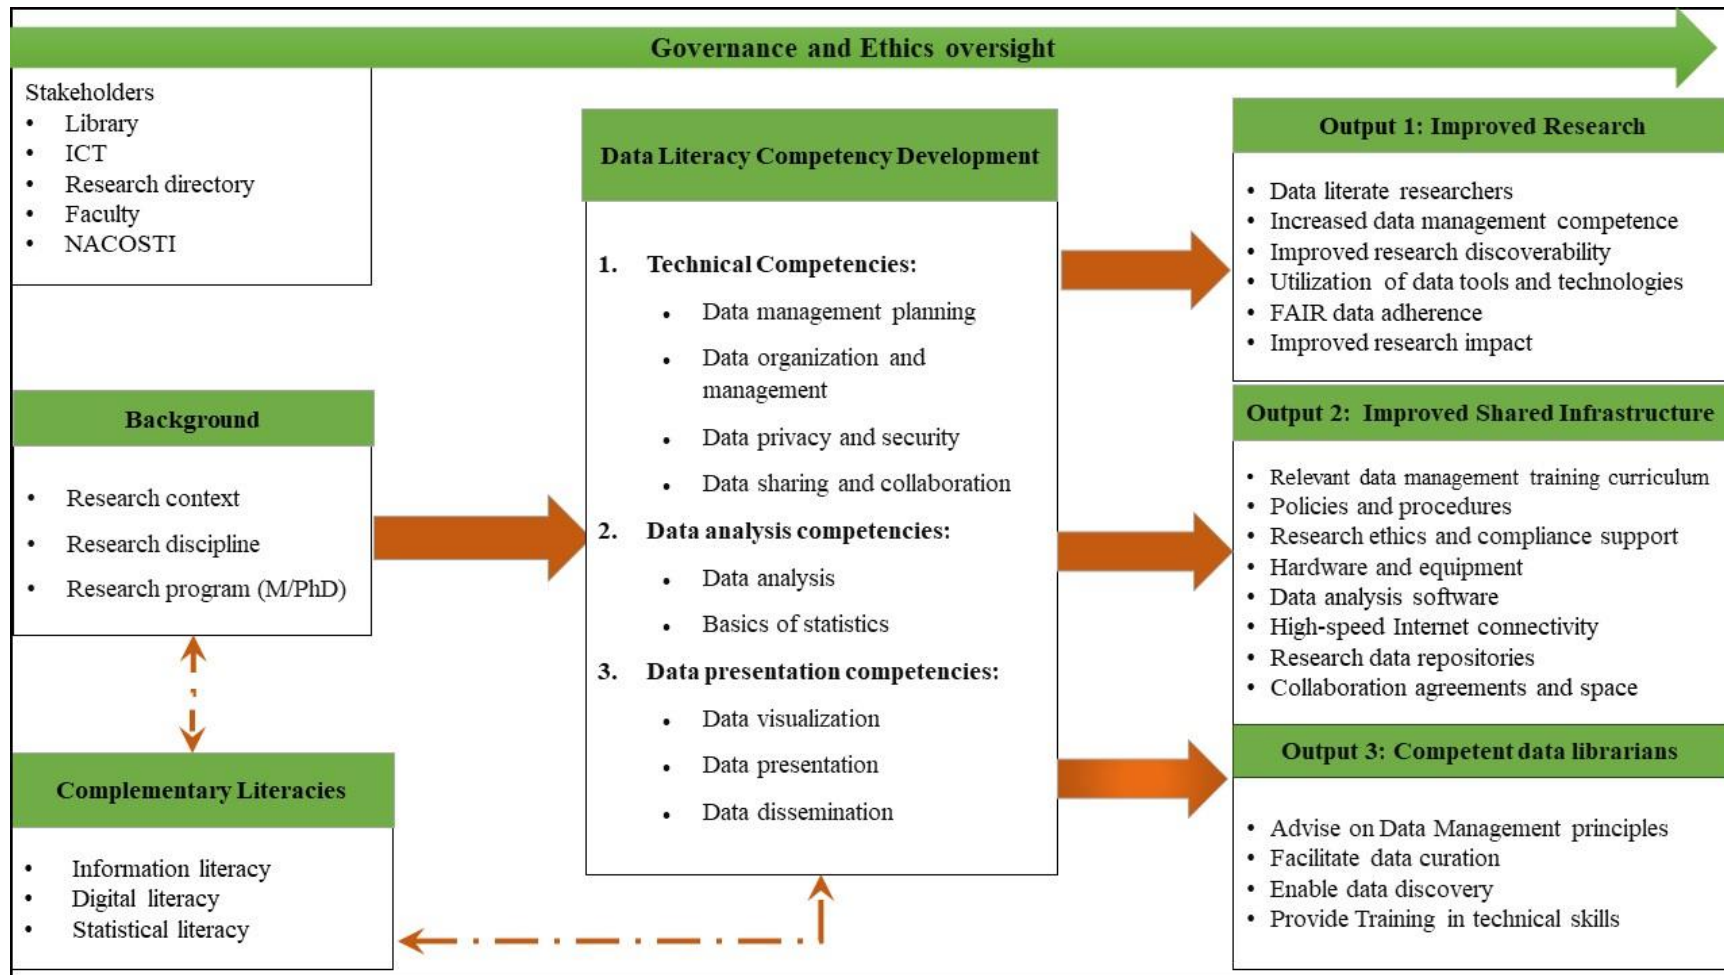 Governance and Ethics oversight
Stakeholders
• Library
• ICT
• Research directory
• Faculty
• NACOSTI
Background
• Research context
• Research discipline
• Research program (M/PhD)
Complementary Literacies
• Information literacy
• Digital literacy
• Statistical literacy
Data Literacy Competency Development
1. Technical Competencies:
• Data management planning
• Data organization and
management
• Data privacy and security
• Data sharing and collaboration
2. Data analysis competencies:
• Data analysis
• Basics of statistics
3. Data presentation competencies:
• Data visualization
• Data presentation
• Data dissemination
Output 1: Improved Research
• Data literate researchers
• Increased data management competence
• Improved research discoverability
• Utilization of data tools and technologies
• FAIR data adherence
• Improved research impact
Output 2: Improved Shared Infrastructure
• Relevant data management training curriculum
• Policies and procedures
• Research ethics and compliance support
• Hardware and equipment
• Data analysis software
• High-speed Internet connectivity
• Research data repositories
• Collaboration agreements and space
Output 3: Competent data librarians
• Advise on Data Management principles
• Facilitate data curation
• Enable data discovery
• Provide Training in technical skills